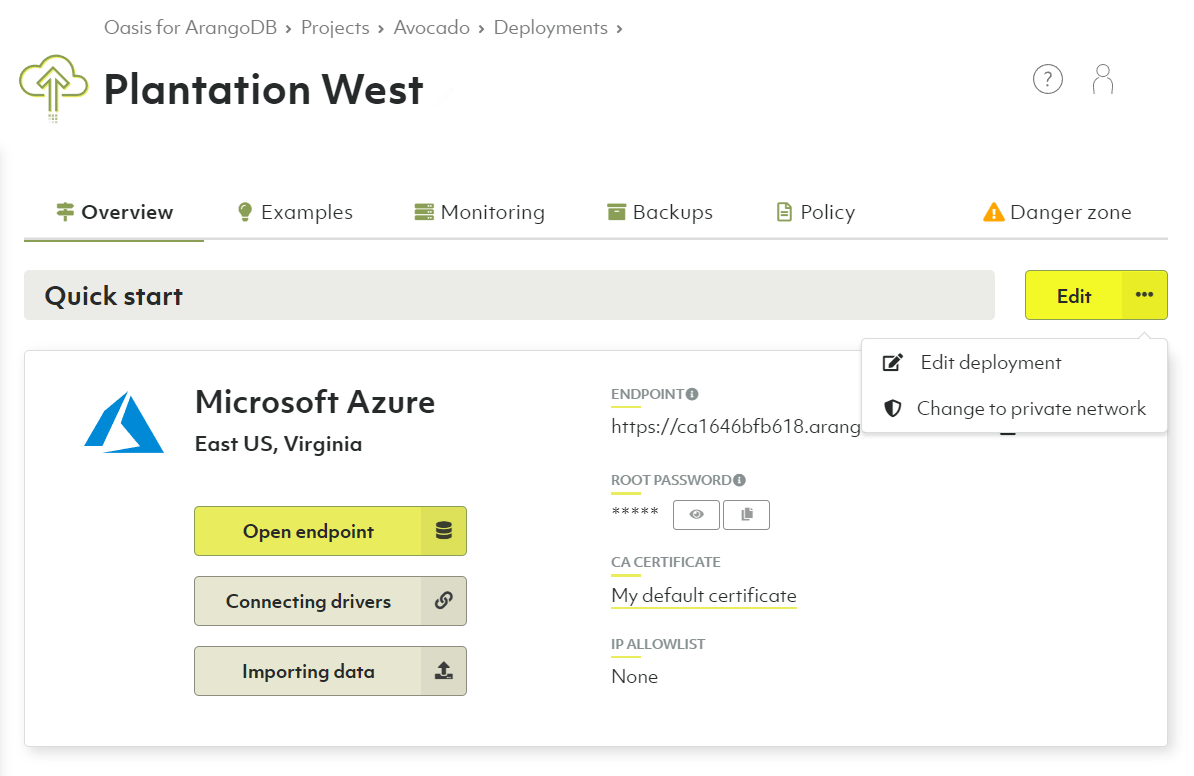 Oasis for ArangoDB › Projects › Avocado › Deployments ›
Plantation West
?
Overview
Examples
Monitoring
Backups
Policy
Danger zone
Quick start
Edit
•••
Edit deployment
Change to private network
Microsoft Azure
East US, Virginia
Open endpoint
Connecting drivers
Importing data
ENDPOINT
https://ca1646bfb618.arang
ROOT PASSWORD
*****
CA CERTIFICATE
My default certificate
IP ALLOWLIST
None